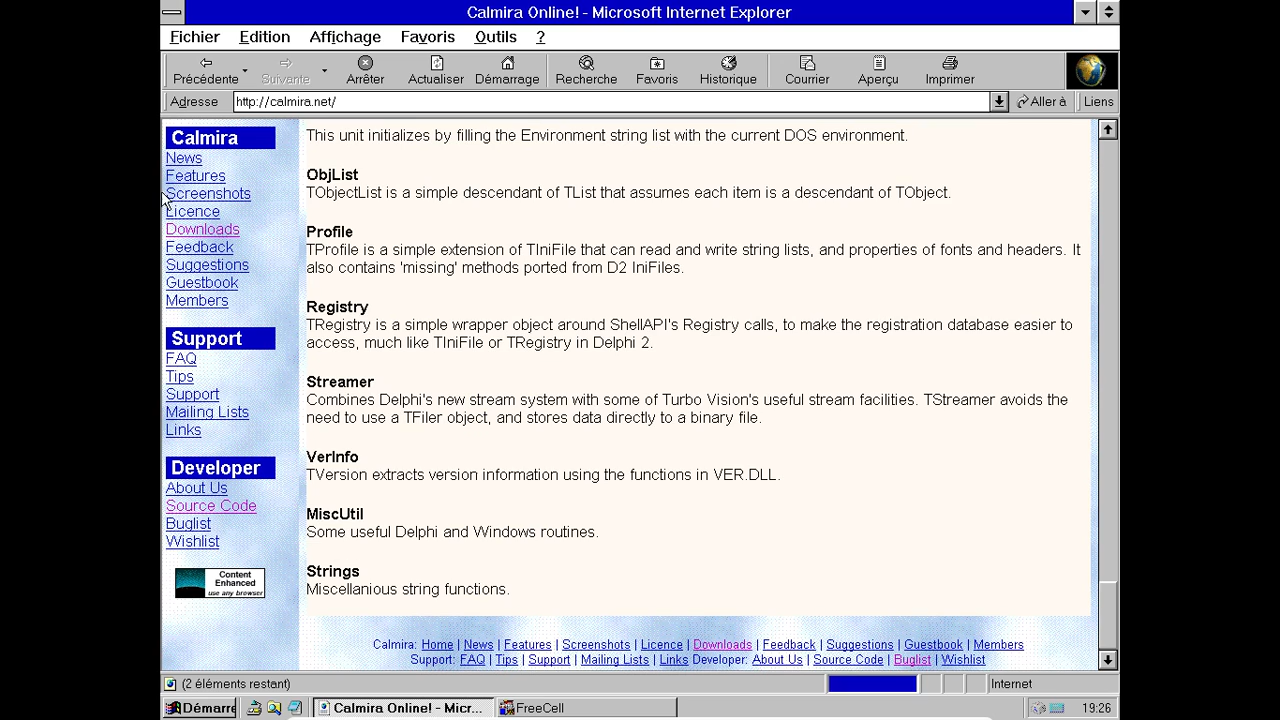 Calmira Online! - Microsoft Internet Explorer
Fichier Edition Affichage Favoris Outils ?
Précédente Suivante Arrêter Actualiser Démarrage Recherche Favoris Historique Courrier Aperçu Imprimer
Adresse http://calmira.net/ Aller à Liens
Calmira
News
Features
Screenshots
Licence
Downloads
Feedback
Suggestions
Guestbook
Members
Support
FAQ
Tips
Support
Mailing Lists
Links
Developer
About Us
Source Code
Buglist
Wishlist
Content
Enhanced
use any browser
This unit initiates by filling the Environment string list with the current DOS environment.
ObjList
TObjectList is a simple descendant of TList that assumes each item is a descendant of TObject.
Profile
TProfile is a simple extension of TIniFile that can read and write string lists, and properties of fonts and headers. It
also contains 'missing' methods ported from D2 IniFiles.
Registry
TRegistry is a simple wrapper object around ShellAPI's Registry calls, to make the registration database easier to
access, much like TIniFile or TRegistry in Delphi 2.
Streamer
Combines Delphi's new stream system with some of Turbo Vision's useful stream facilities. TStreamer avoids the
need to use a TFiler object, and stores data directly to a binary file.
VerInfo
TVersion extracts version information using the functions in VER.DLL.
MiscUtil
Some useful Delphi and Windows routines.
Strings
Miscellanious string functions.
Calmira: Home | News | Features | Screenshots | Licence | Downloads | Feedback | Suggestions | Guestbook | Members
Support: FAQ | Tips | Support | Mailing Lists | Links Developer: About Us | Source Code | Buglist | Wishlist
(2 éléments restant) Internet
Démarre Calmira Online! - Micr... FreeCell 19:26